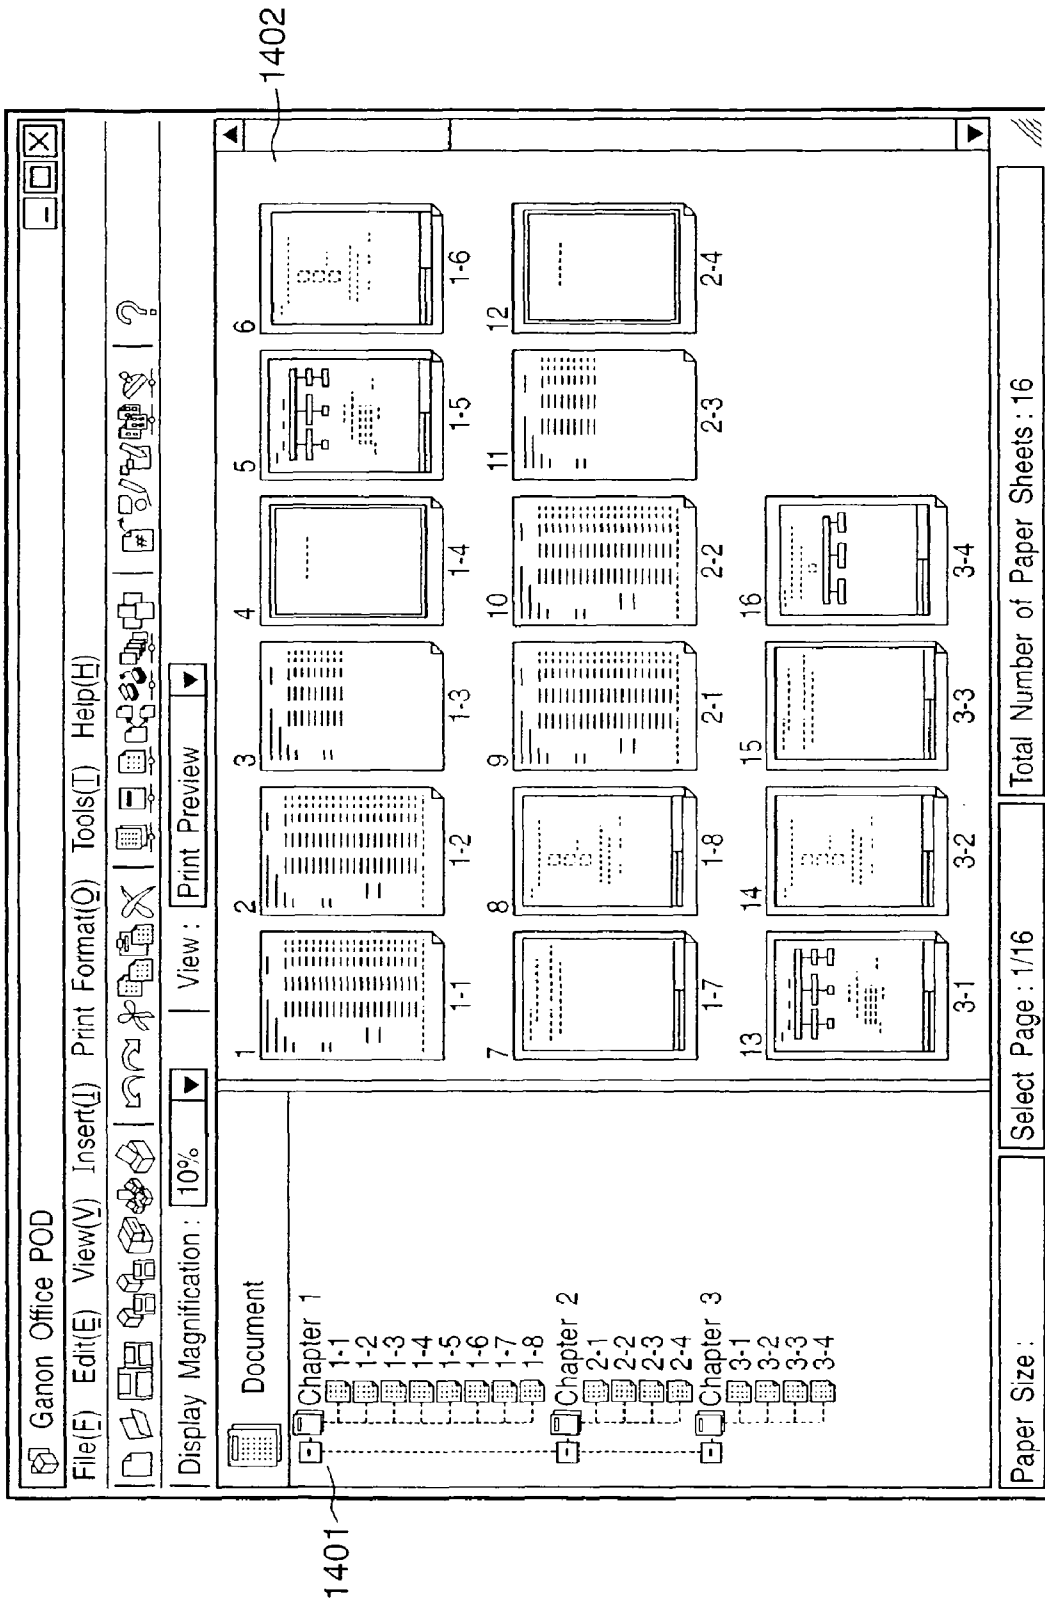 Ganon Office POD
File(F) Edit(E) View(V) Insert(I) Print Format(O) Tools(T) Help(H)
# ?
Display Magnification : 10% View : Print Preview
Document
Chapter 1
1-1
1-2
1-3
1-4
1-5
1-6
1-7
1-8
Chapter 2
2-1
2-2
2-3
2-4
Chapter 3
3-1
3-2
3-3
3-4
1 2 3 4 5 6
1-1 1-2 1-3 1-4 1-5 1-6
7 8 9 10 11 12
1-7 1-8 2-1 2-2 2-3 2-4
13 14 15 16
3-1 3-2 3-3 3-4
Paper Size : Select Page : 1/16 Total Number of Paper Sheets : 16
1401
1402